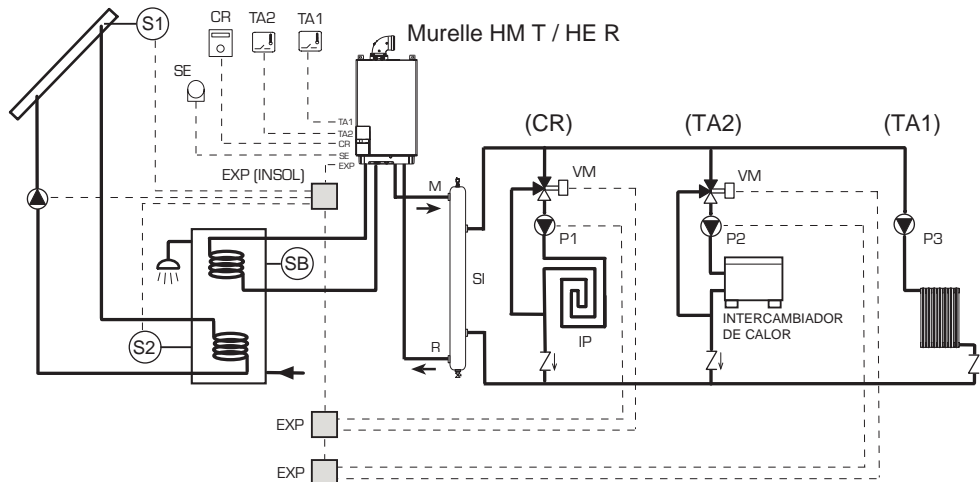 CR TA2 TA1
S1
Murelle HM T / HE R
SE
TA1
TA2
CR
SE
EXP
(CR) (TA2) (TA1)
EXP (INSOL)
M
VM
VM
P1
P2
P3
SB
SI
S2
IP
INTERCAMBIADOR
DE CALOR
R
EXP
EXP